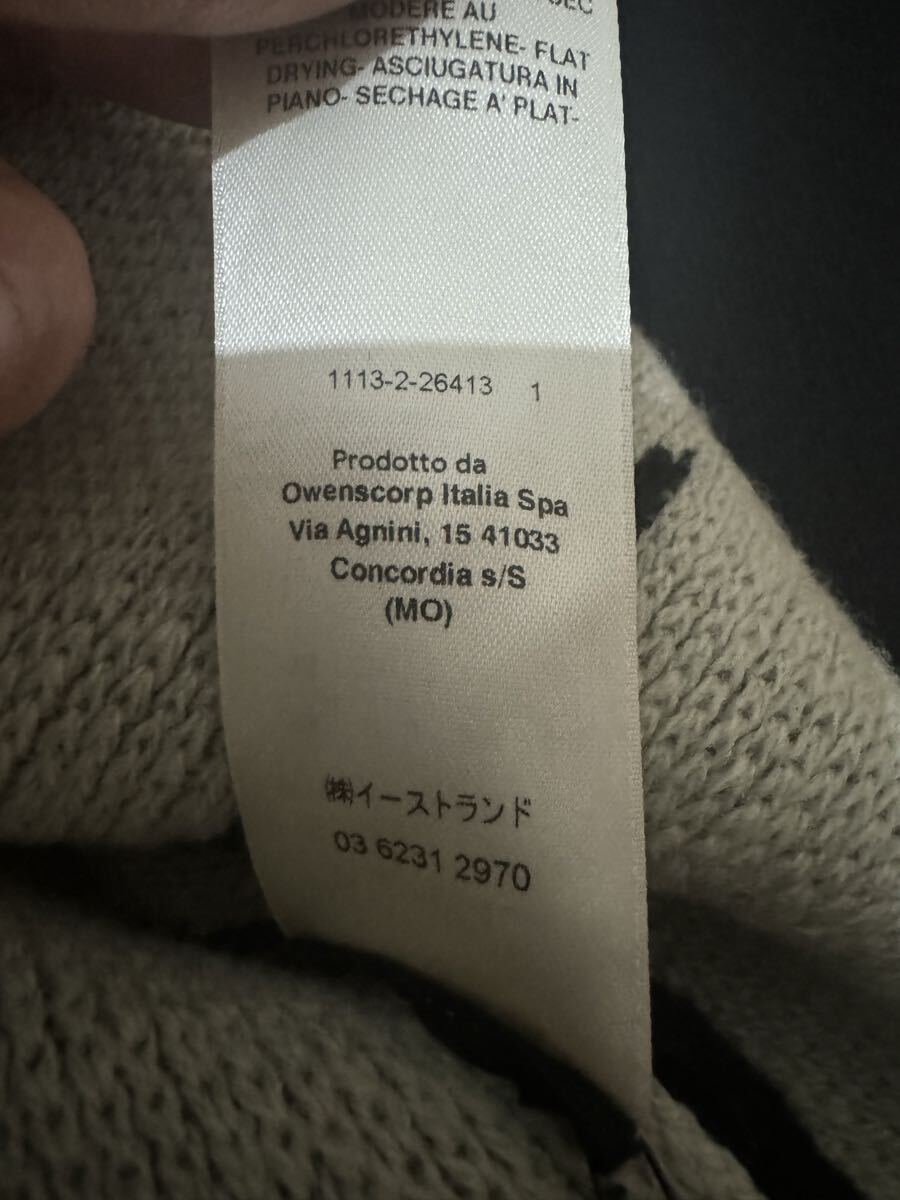 SEC
MODERE AU
PERCHLORETHYLENE- FLAT
DRYING- ASCIUGATURA IN
PIANO- SECHAGE A' PLAT-
1113-2-26413 1
Prodotto da
Owenscorp Italia Spa
Via Agnini, 15 41033
Concordia s/S
(MO)
㈱イーストランド
03 6231 2970